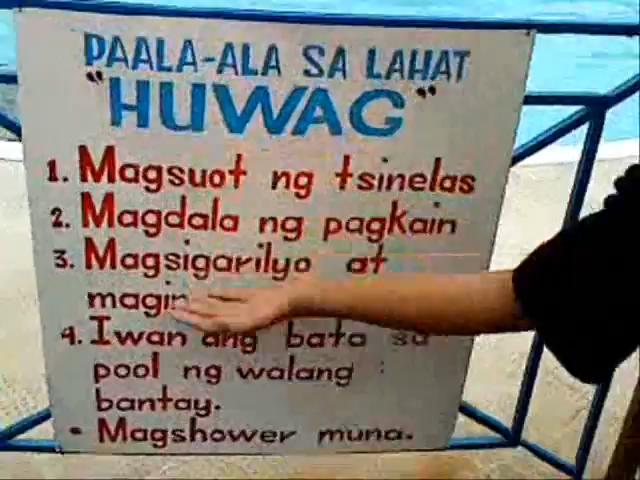 PAALA-ALA SA LAHAT
"HUWAG"
1. Magsuot ng tsinelas
2. Magdala ng pagkain
3. Magsigarilyo at
4. Iwan ang bata sa
pool ng walang
bantay.
• Magshower muna.